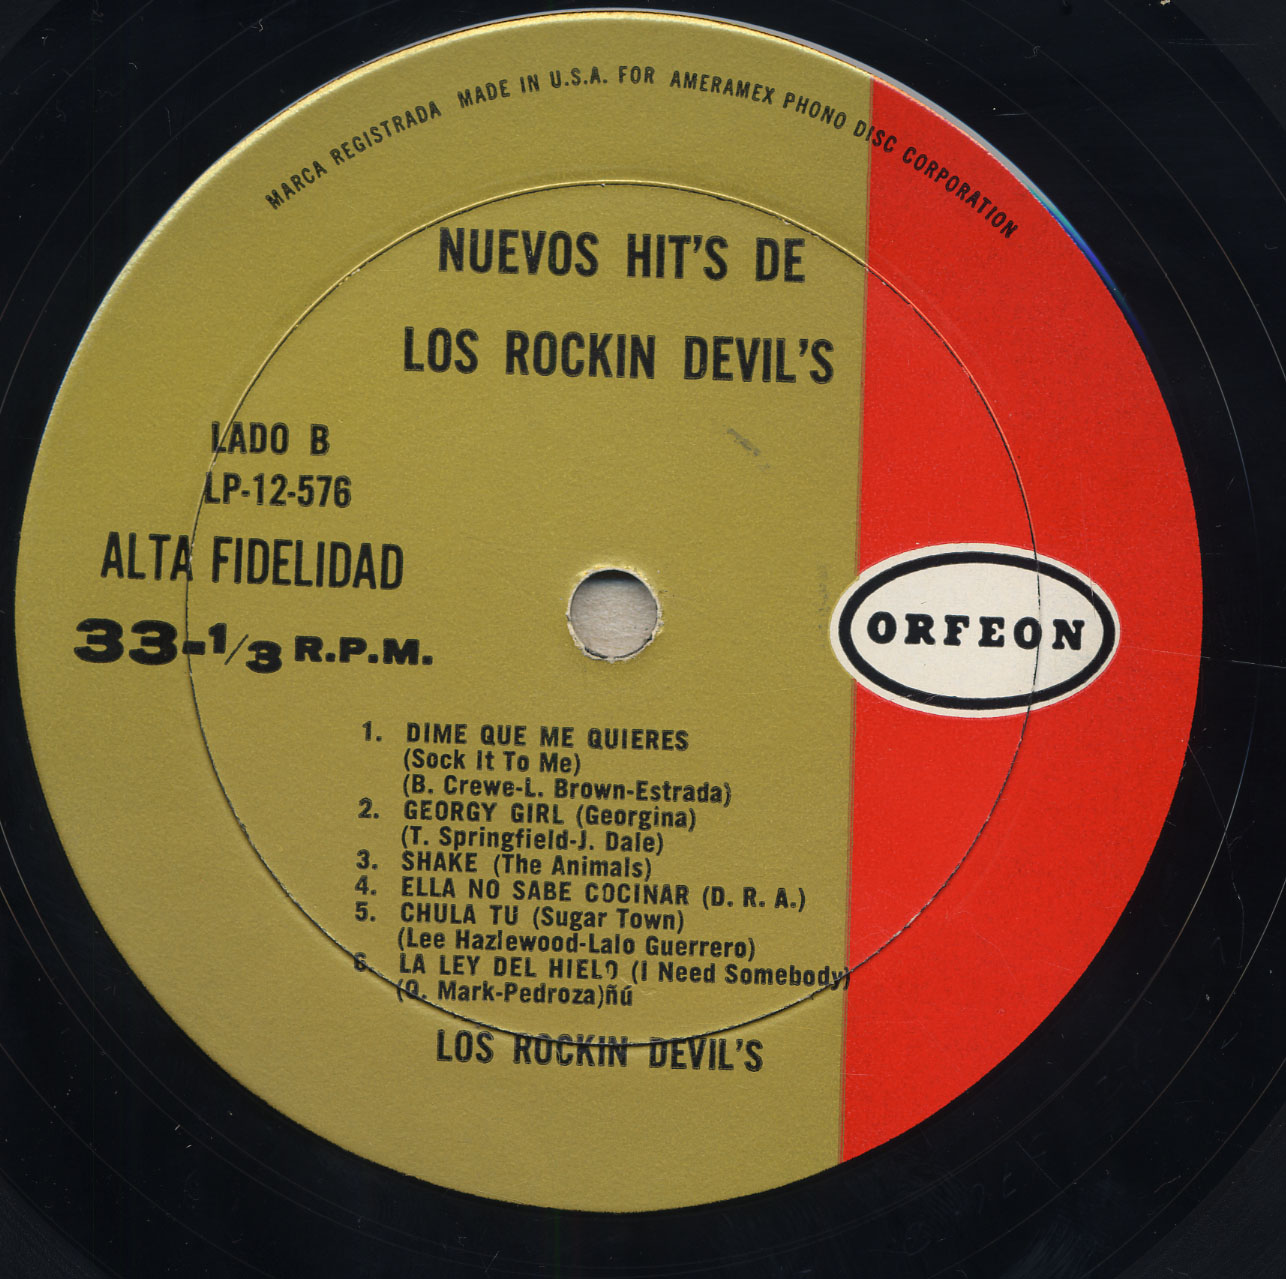 MARCA REGISTRADA MADE IN U.S.A. FOR AMERAMEX PHONO DISC CORPORATION
NUEVOS HIT'S DE
LOS ROCKIN DEVIL'S
LADO B
LP-12-576
ALTA FIDELIDAD
33-1/3 R.P.M.
ORFEON
1. DIME QUE ME QUIERES
(Sock It To Me)
(B. Crewe-L. Brown-Estrada)
2. GEORGY GIRL (Georgina)
(T. Springfield-J. Dale)
3. SHAKE (The Animals)
4. ELLA NO SABE COCINAR (D. R. A.)
5. CHULA TU (Sugar Town)
(Lee Hazlewood-Lalo Guerrero)
6. LA LEY DEL HIELO (I Need Somebody)
(Q. Mark-Pedroza)ñú
LOS ROCKIN DEVIL'S